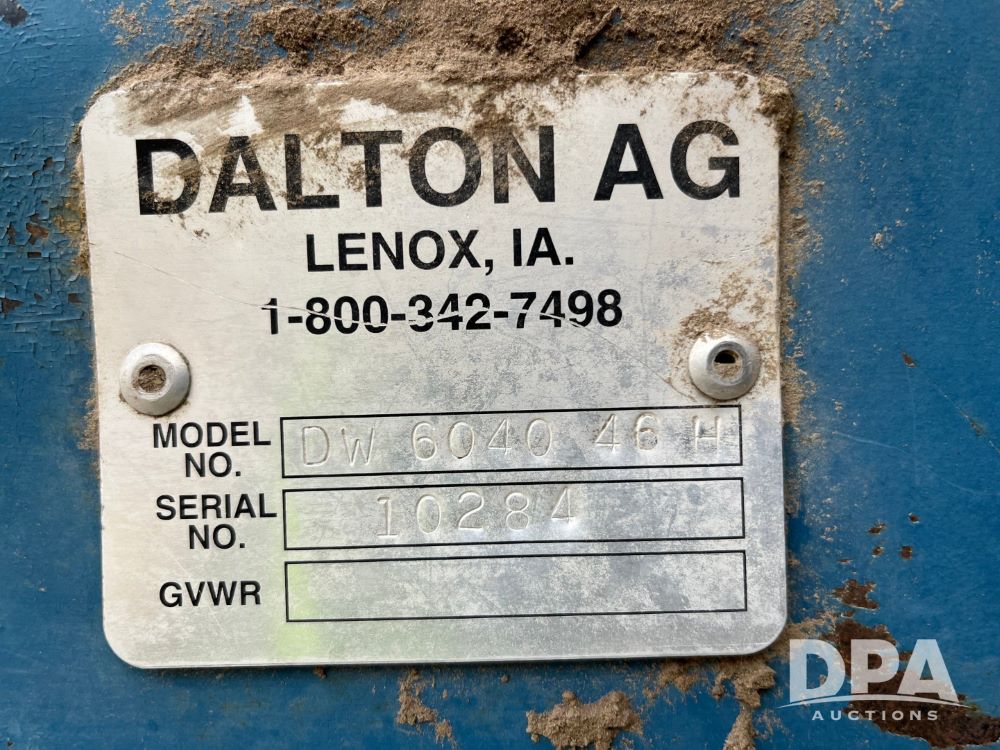 DALTON AG
LENOX, IA.
1-800-342-7498
MODEL NO. DW 6040 46 H
SERIAL NO. 10284
GVWR
DPA
AUCTIONS